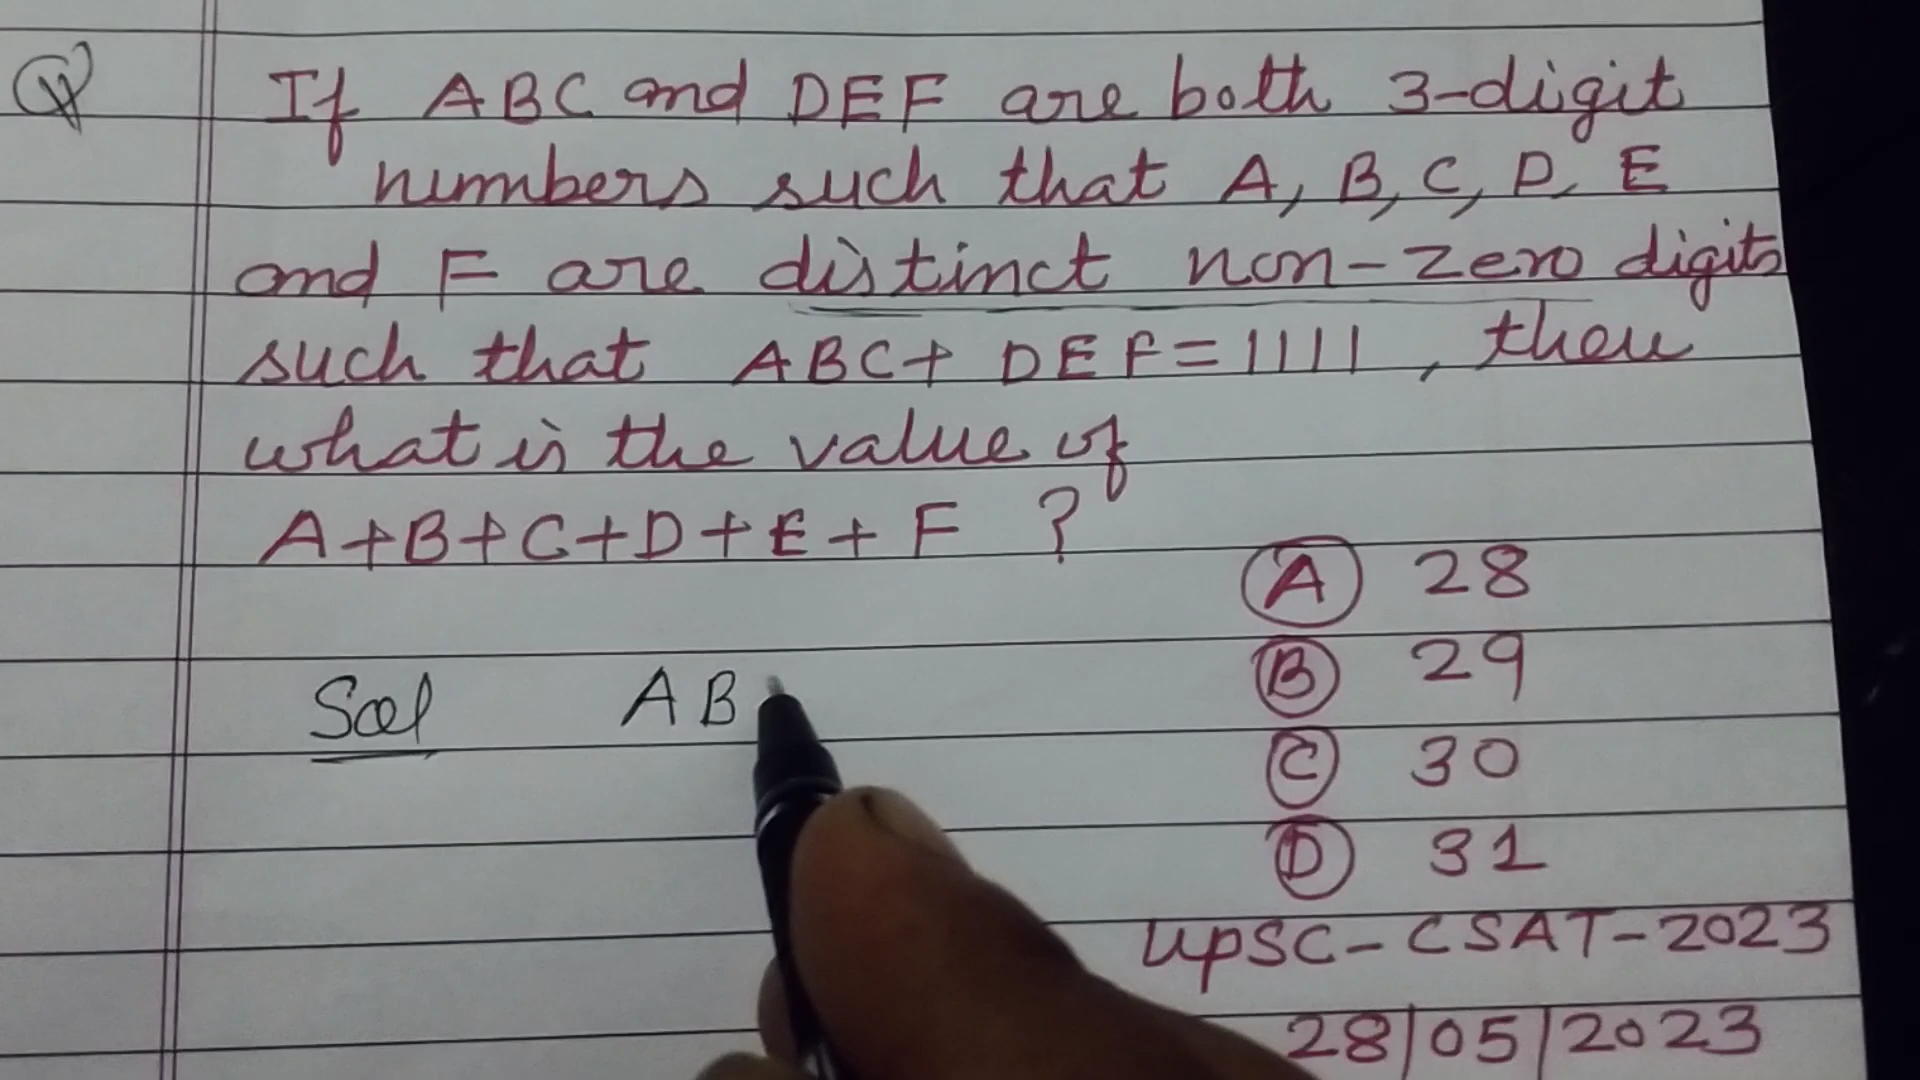 Q
If ABC and DEF are both 3-digit
numbers such that A, B, C, D, E
and F are distinct non-zero digits
such that ABC+ DEF=1111, then
what is the value of
A+B+C+D+E+F ?
A 28
B 29
C 30
D 31
Sol AB
UPSC-CSAT-2023
28/05/2023